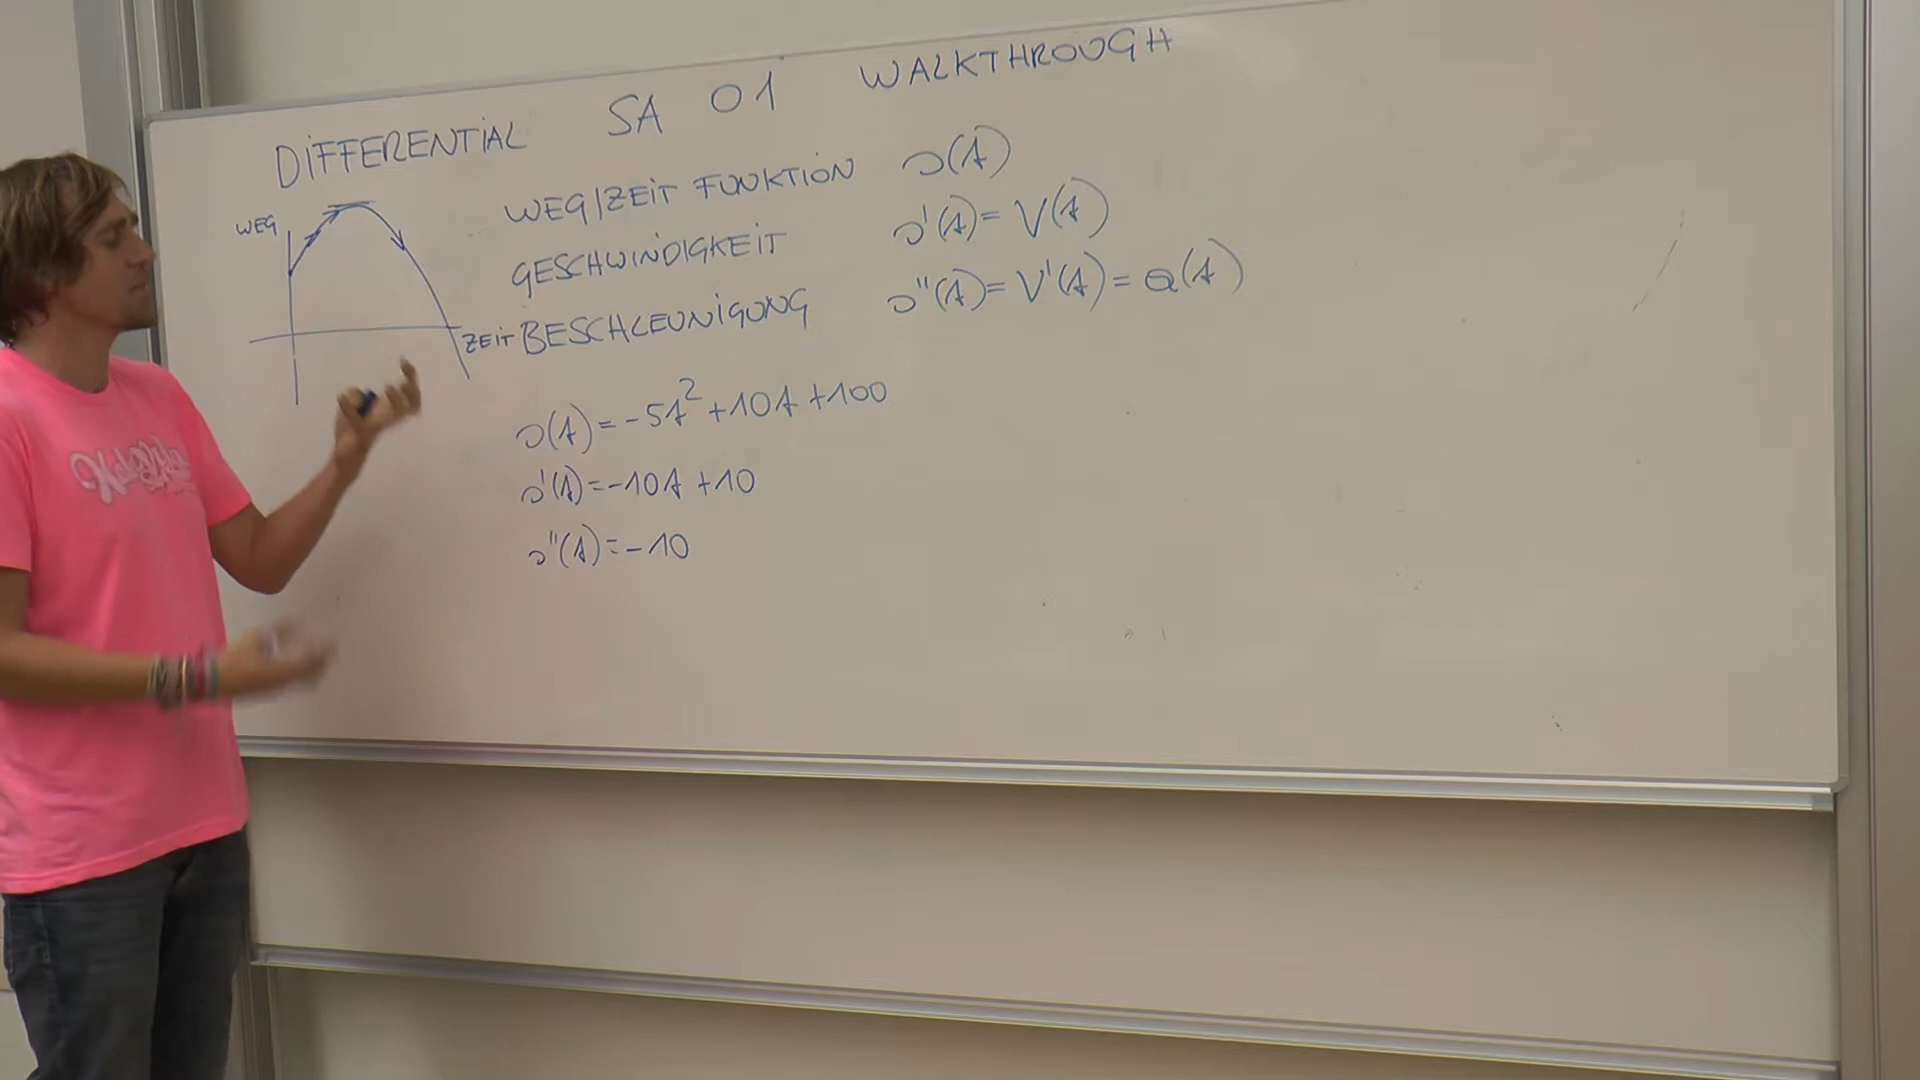 DIFFERENTIAL SA 01 WALKTHROUGH
WEG
ZEIT
WEG/ZEIT FUNKTION s(t)
GESCHWINDIGKEIT s'(t)=V(t)
BESCHLEUNIGUNG s''(t)=V'(t)=a(t)
s(t)=-5t²+10t+100
s'(t)=-10t+10
s''(t)=-10